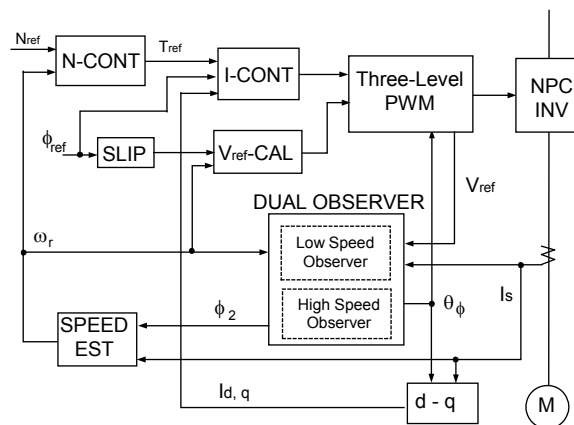 Nref
N-CONT
Tref
I-CONT
Three-Level
PWM
NPC
INV
ϕref
SLIP
Vref-CAL
Vref
DUAL OBSERVER
ωr
Low Speed
Observer
High Speed
Observer
Is
θϕ
ϕ2
SPEED
EST
Id, q
d - q
M